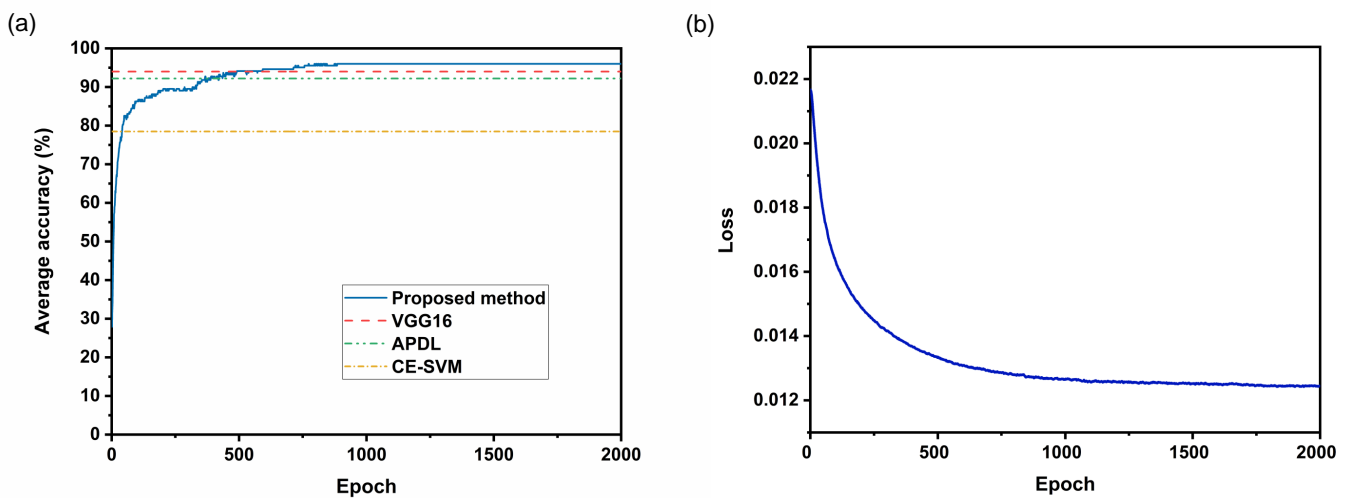 (a)
100
90
80
70
60
50
40
30
20
10
0
Average accuracy (%)
Proposed method
VGG16
APDL
CE-SVM
0 500 1000 1500 2000
Epoch
(b)
0.022
0.020
0.018
0.016
0.014
0.012
Loss
0 500 1000 1500 2000
Epoch